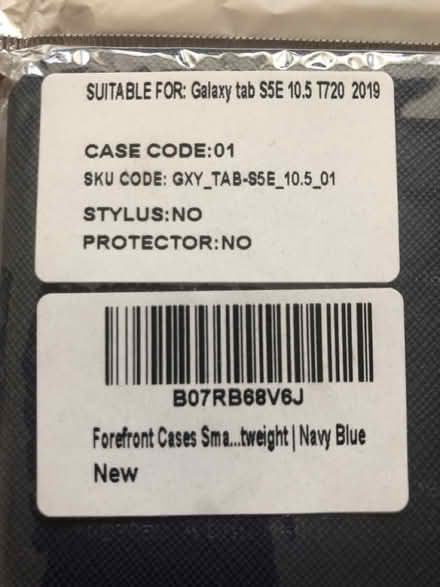 SUITABLE FOR: Galaxy tab S5E 10.5 T720 2019
CASE CODE:01
SKU CODE: GXY_TAB-S5E_10.5_01
STYLUS:NO
PROTECTOR:NO
B07RB68V6J
Forefront Cases Sma...tweight | Navy Blue
New